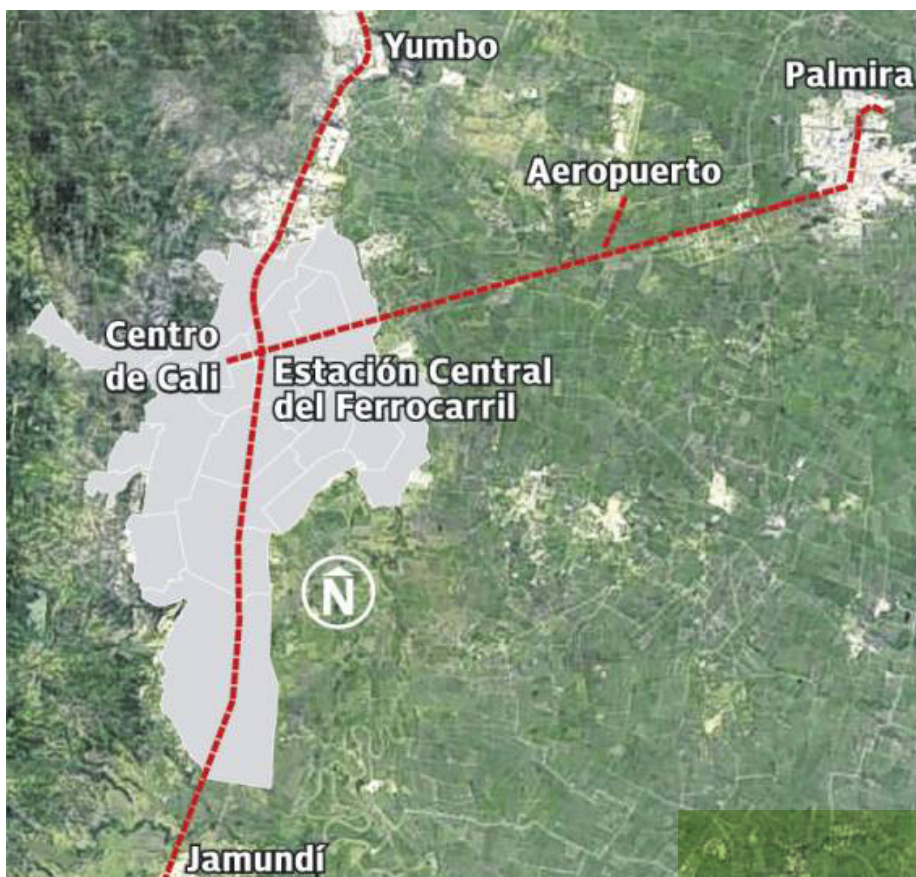 Yumbo
Palmira
Aeropuerto
Centro
de Cali
Estación Central
del Ferrocarril
N
Jamundí